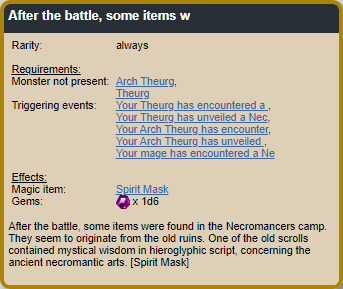 After the battle, some items w
Rarity: always
Requirements:
Monster not present: Arch Theurg,
Theurg
Triggering events: Your Theurg has encountered a ,
Your Theurg has unveiled a Nec,
Your Arch Theurg has encounter,
Your Arch Theurg has unveiled ,
Your mage has encountered a Ne
Effects:
Magic item: Spirit Mask
Gems: x 1d6
After the battle, some items were found in the Necromancers camp.
They seem to originate from the old ruins. One of the old scrolls
contained mystical wisdom in hieroglyphic script, concerning the
ancient necromantic arts. [Spirit Mask]